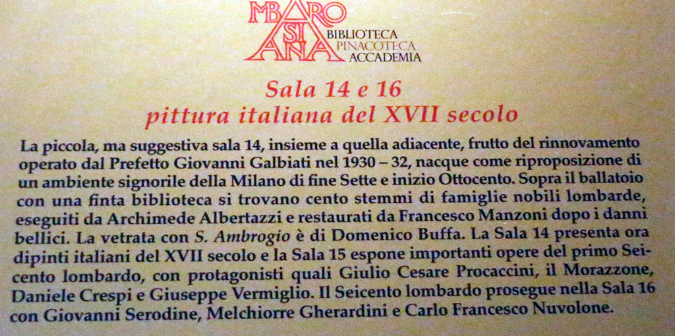 MBAROSIANA
BIBLIOTECA
PINACOTECA
ACCADEMIA
Sala 14 e 16
pittura italiana del XVII secolo
La piccola, ma suggestiva sala 14, insieme a quella adiacente, frutto del rinnovamento
operato dal Prefetto Giovanni Galbiati nel 1930 – 32, nacque come riproposizione di
un ambiente signorile della Milano di fine Sette e inizio Ottocento. Sopra il ballatoio
con una finta biblioteca si trovano cento stemmi di famiglie nobili lombarde,
eseguiti da Archimede Albertazzi e restaurati da Francesco Manzoni dopo i danni
bellici. La vetrata con S. Ambrogio è di Domenico Buffa. La Sala 14 presenta ora
dipinti italiani del XVII secolo e la Sala 15 espone importanti opere del primo Sei-
cento lombardo, con protagonisti quali Giulio Cesare Procaccini, il Morazzone,
Daniele Crespi e Giuseppe Vermiglio. Il Seicento lombardo prosegue nella Sala 16
con Giovanni Serodine, Melchiorre Gherardini e Carlo Francesco Nuvolone.